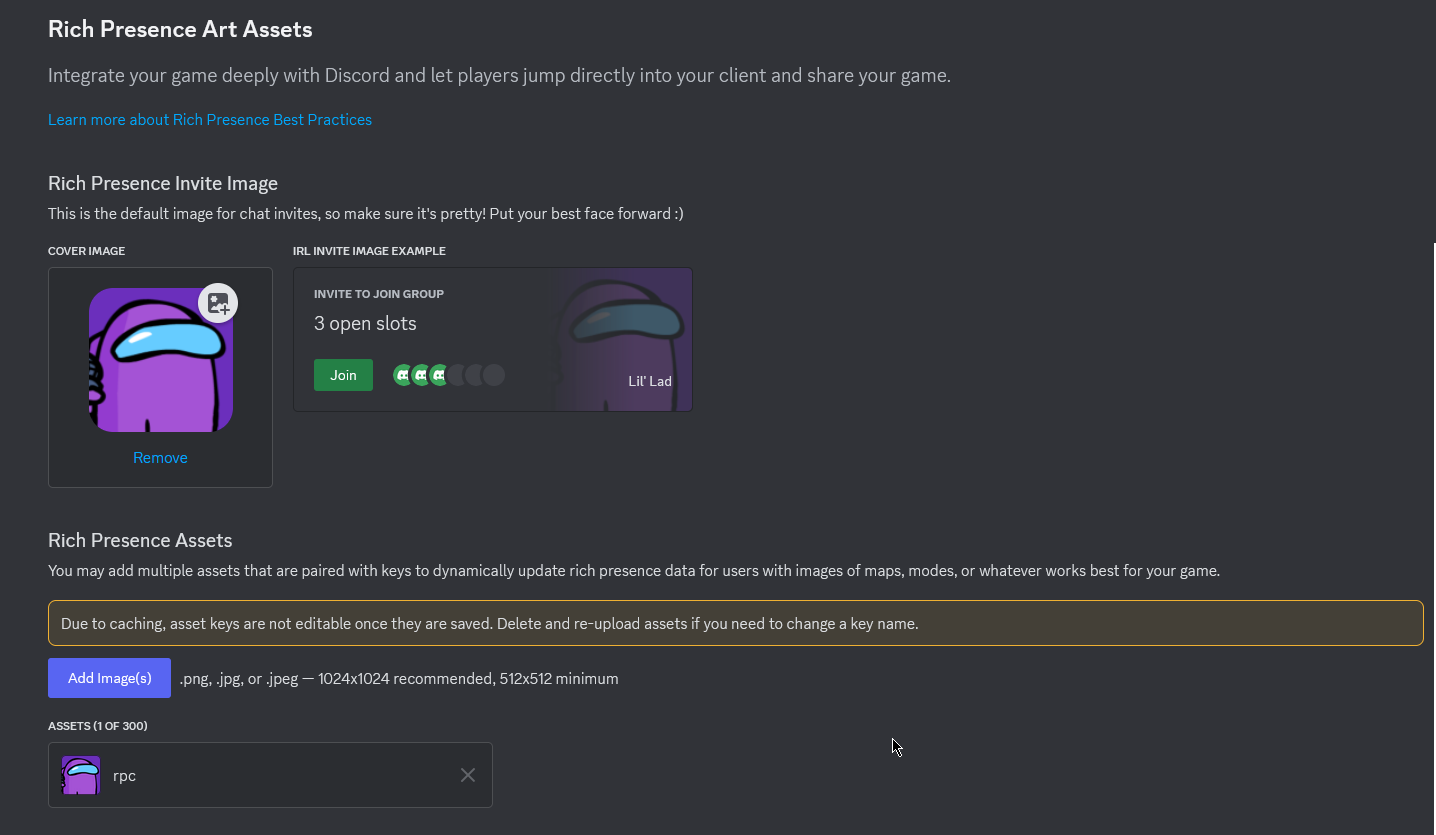 Rich Presence Art Assets
Integrate your game deeply with Discord and let players jump directly into your client and share your game.
Learn more about Rich Presence Best Practices
Rich Presence Invite Image
This is the default image for chat invites, so make sure it's pretty! Put your best face forward :)
COVER IMAGE
Remove
IRL INVITE IMAGE EXAMPLE
INVITE TO JOIN GROUP
3 open slots
Join
Lil' Lad
Rich Presence Assets
You may add multiple assets that are paired with keys to dynamically update rich presence data for users with images of maps, modes, or whatever works best for your game.
Due to caching, asset keys are not editable once they are saved. Delete and re-upload assets if you need to change a key name.
Add Image(s)
.png, .jpg, or .jpeg — 1024x1024 recommended, 512x512 minimum
ASSETS (1 OF 300)
rpc